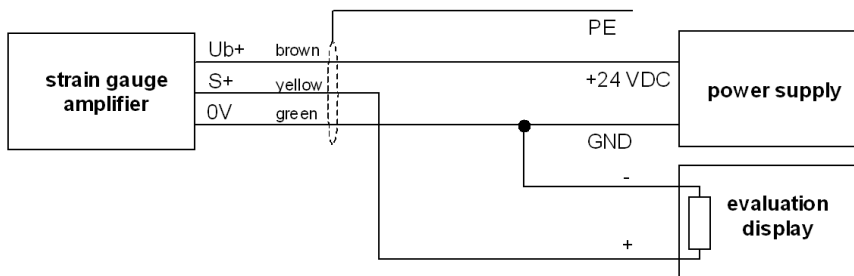 PE
Ub+ brown
strain gauge
amplifier
S+ yellow
+24 VDC
power supply
0V green
GND
-
evaluation
display
+